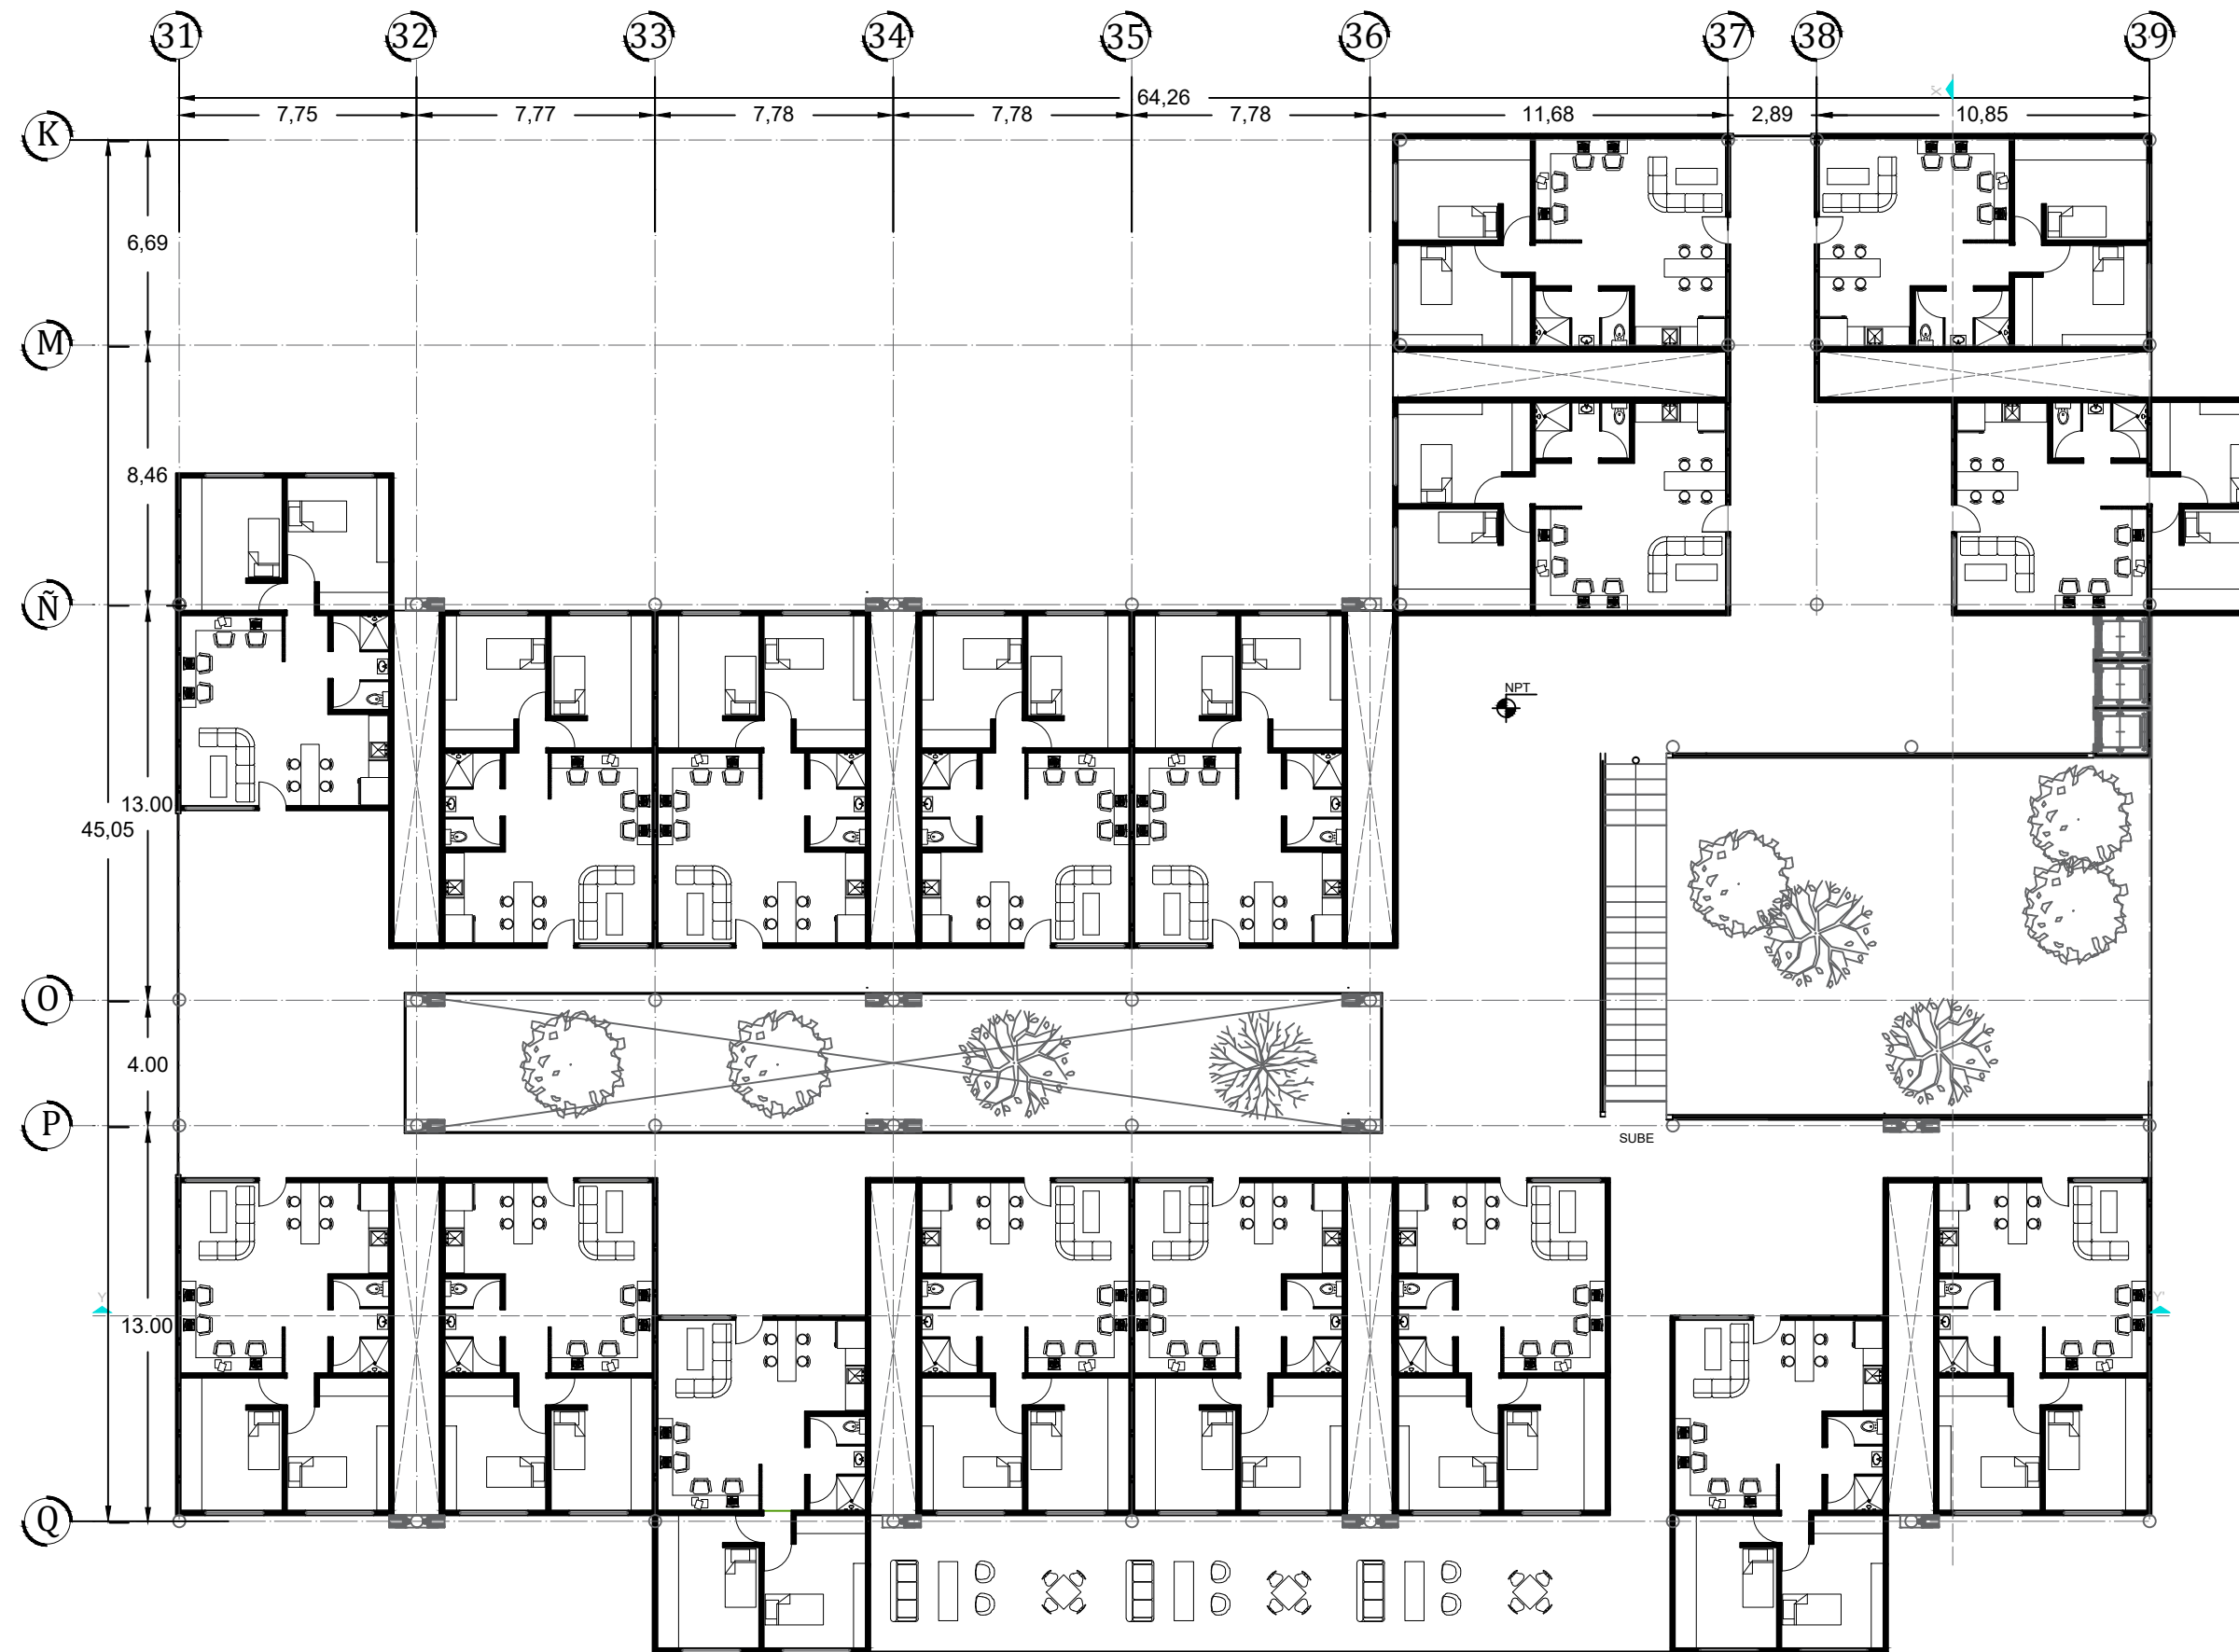 31 32 33 34 35 36 37 38 39
64,26
7,75 7,77 7,78 7,78 7,78 11,68 2,89 10,85
X'
K
6,69
M
8,46
Ñ
NPT
13.00
45,05
O
4.00
P
SUBE
Y Y'
13.00
Q